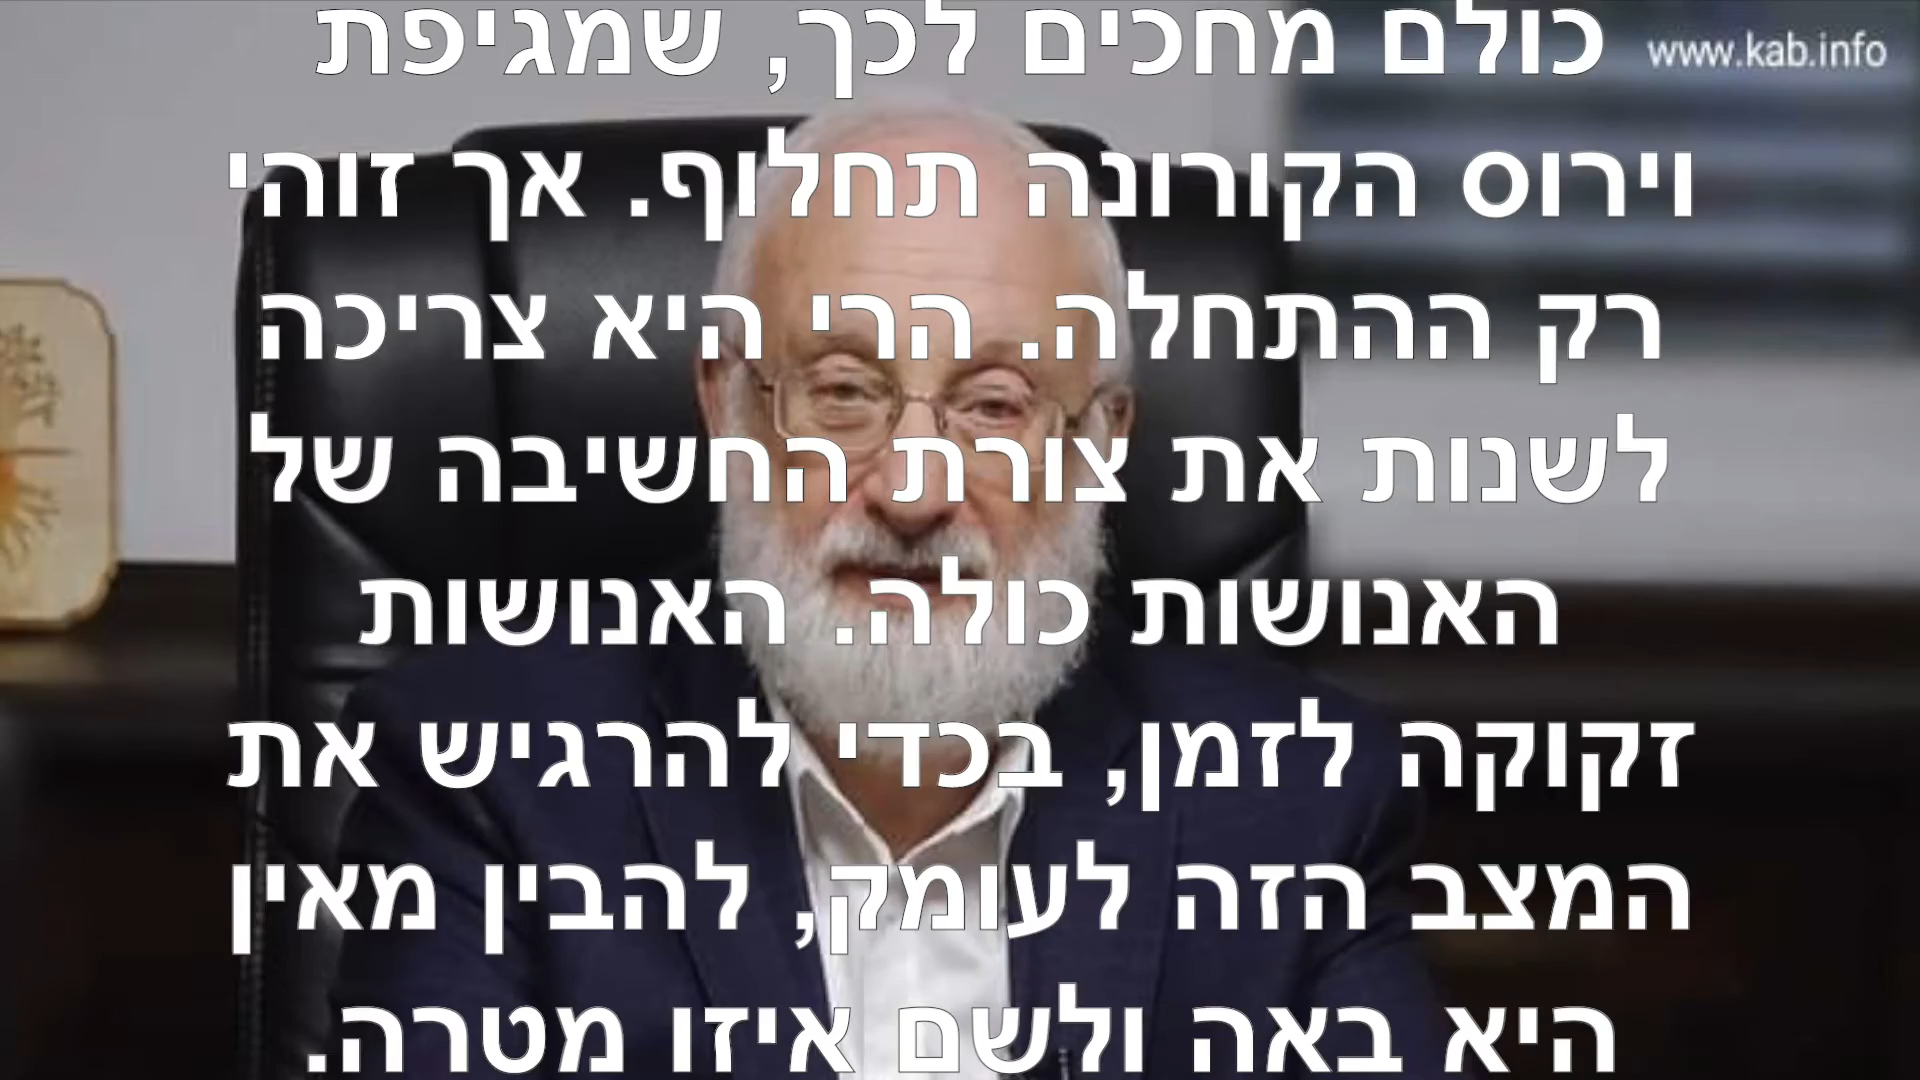 כולם מחכים לכך, שמגיפת
www.kab.info
וירוס הקורונה תחלוף. אך זוהי
רק ההתחלה. הרי היא צריכה
לשנות את צורת החשיבה של
האנושות כולה. האנושות
זקוקה לזמן, בכדי להרגיש את
המצב הזה לעומק, להבין מאין
היא באה ולשם איזו מטרה.